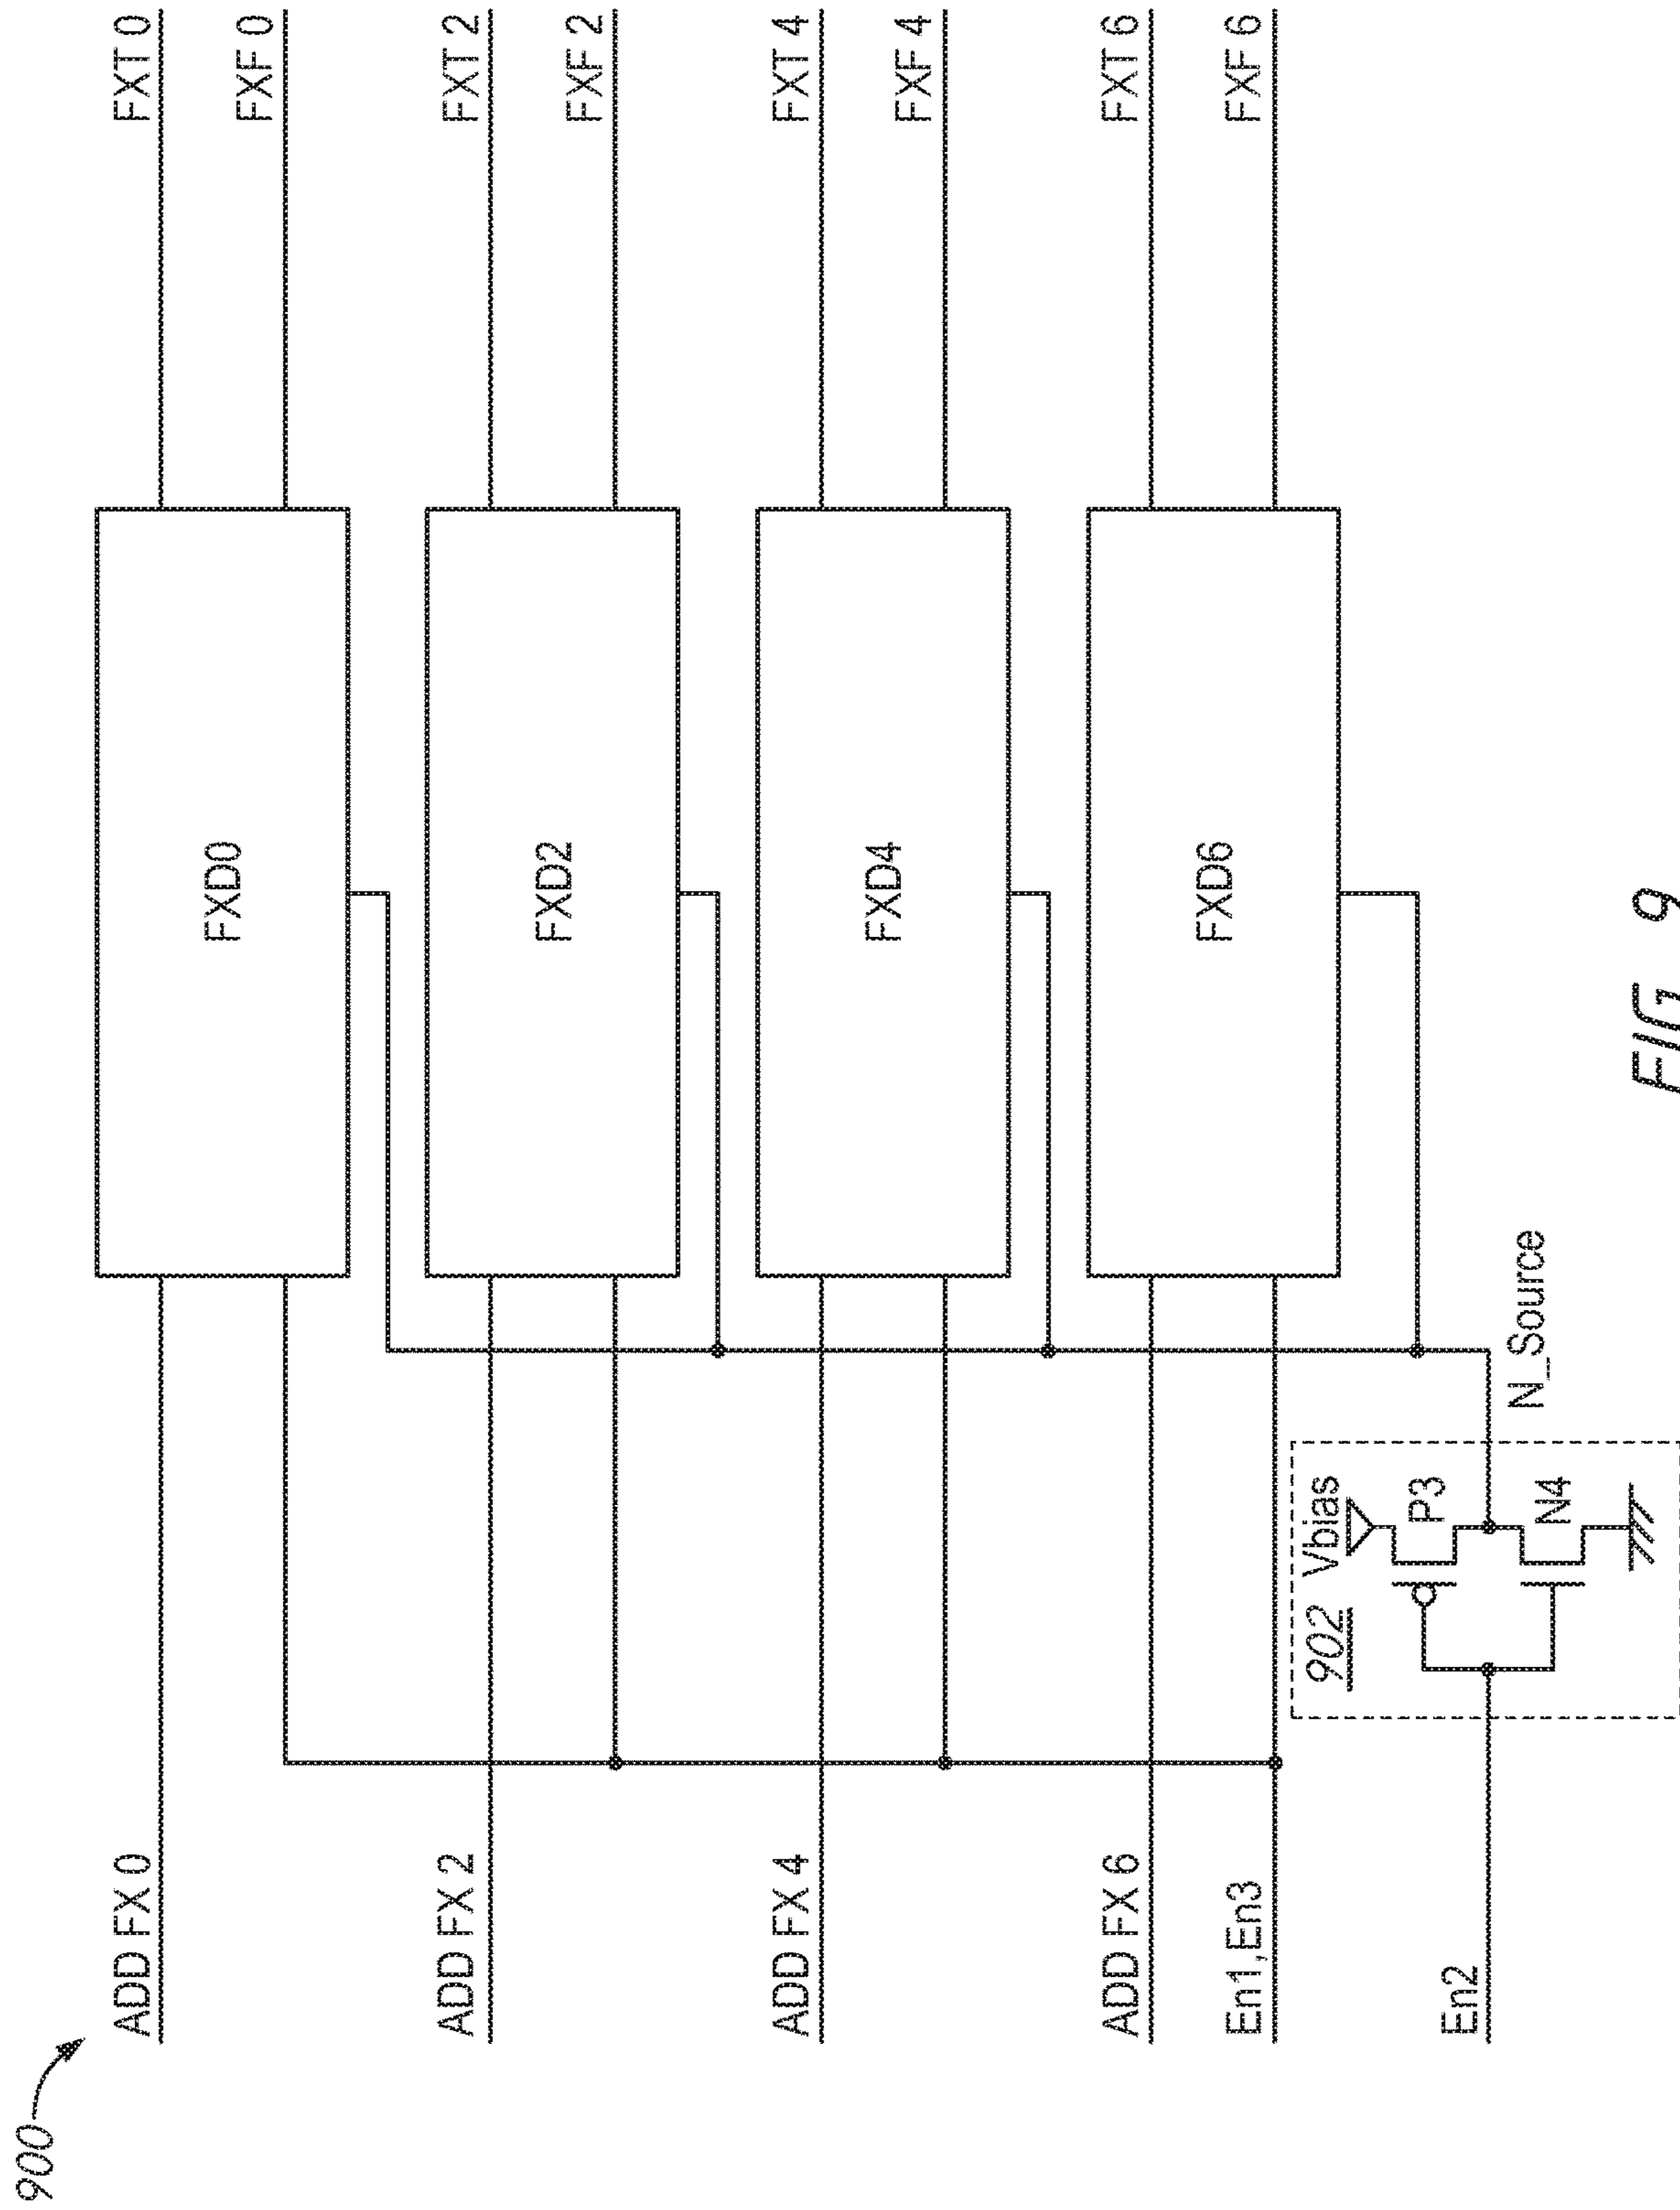 900
ADD FX 0
FXD0
FXT 0
FXF 0
ADD FX 2
FXD2
FXT 2
FXF 2
ADD FX 4
FXD4
FXT 4
FXF 4
ADD FX 6
En1,En3
FXD6
FXT 6
FXF 6
902 Vbias
P3
En2
N4
N_Source
FIG 9